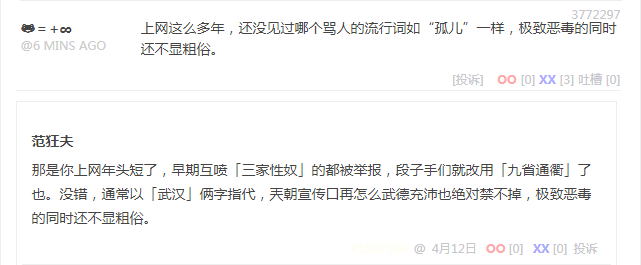 3772297
= +∞
@6 MINS AGO
上网这么多年，还没见过哪个骂人的流行词如“孤儿”一样，极致恶毒的同时
还不显粗俗。
[投诉] OO [0] XX [3] 吐槽 [0]
范狂夫
那是你上网年头短了，早期互喷「三家性奴」的都被举报，段子手们就改用「九省通衢」了
也。没错，通常以「武汉」俩字指代，天朝宣传口再怎么武德充沛也绝对禁不掉，极致恶毒
的同时还不显粗俗。
@ 4月12日 OO [0] XX [0] 投诉